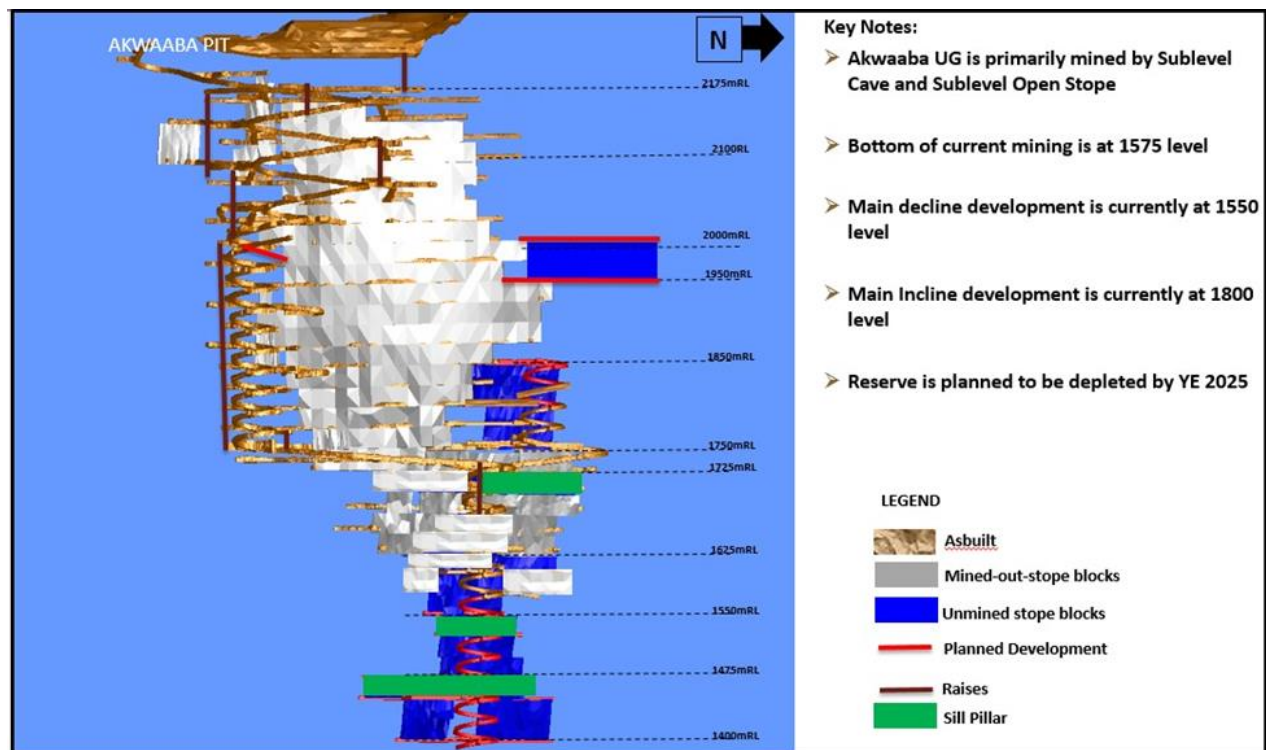 AKWAABA PIT
N
2175mRL
2100RL
2000mRL
1950mRL
1850mRL
1750mRL
1725mRL
1625mRL
1550mRL
1475mRL
1400mRL
Key Notes:
Akwaaba UG is primarily mined by Sublevel
Cave and Sublevel Open Stope
Bottom of current mining is at 1575 level
Main decline development is currently at 1550
level
Main Incline development is currently at 1800
level
Reserve is planned to be depleted by YE 2025
LEGEND
Asbuilt
Mined-out-stope blocks
Unmined stope blocks
Planned Development
Raises
Sill Pillar